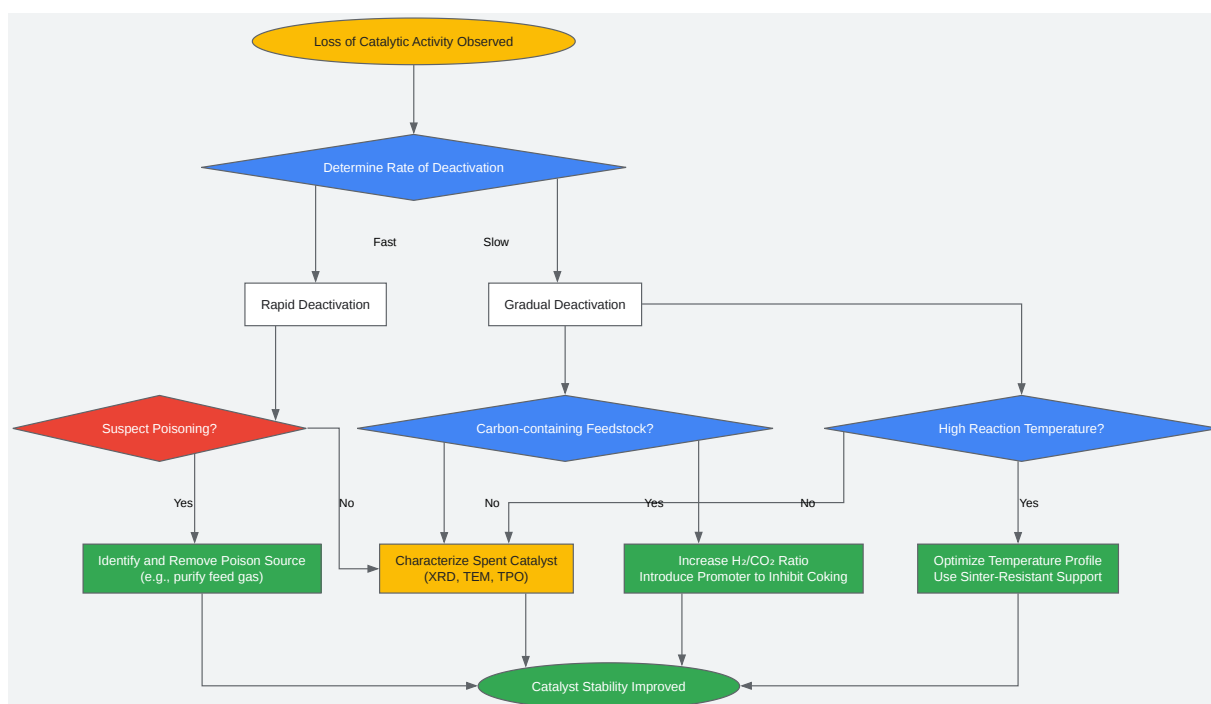 Loss of Catalytic Activity Observed
Determine Rate of Deactivation
Fast
Slow
Rapid Deactivation
Gradual Deactivation
Suspect Poisoning?
Carbon-containing Feedstock?
High Reaction Temperature?
Yes
No
No
Yes
No
Yes
Identify and Remove Poison Source
(e.g., purify feed gas)
Characterize Spent Catalyst
(XRD, TEM, TPO)
Increase H₂/CO₂ Ratio
Introduce Promoter to Inhibit Coking
Optimize Temperature Profile
Use Sinter-Resistant Support
Catalyst Stability Improved